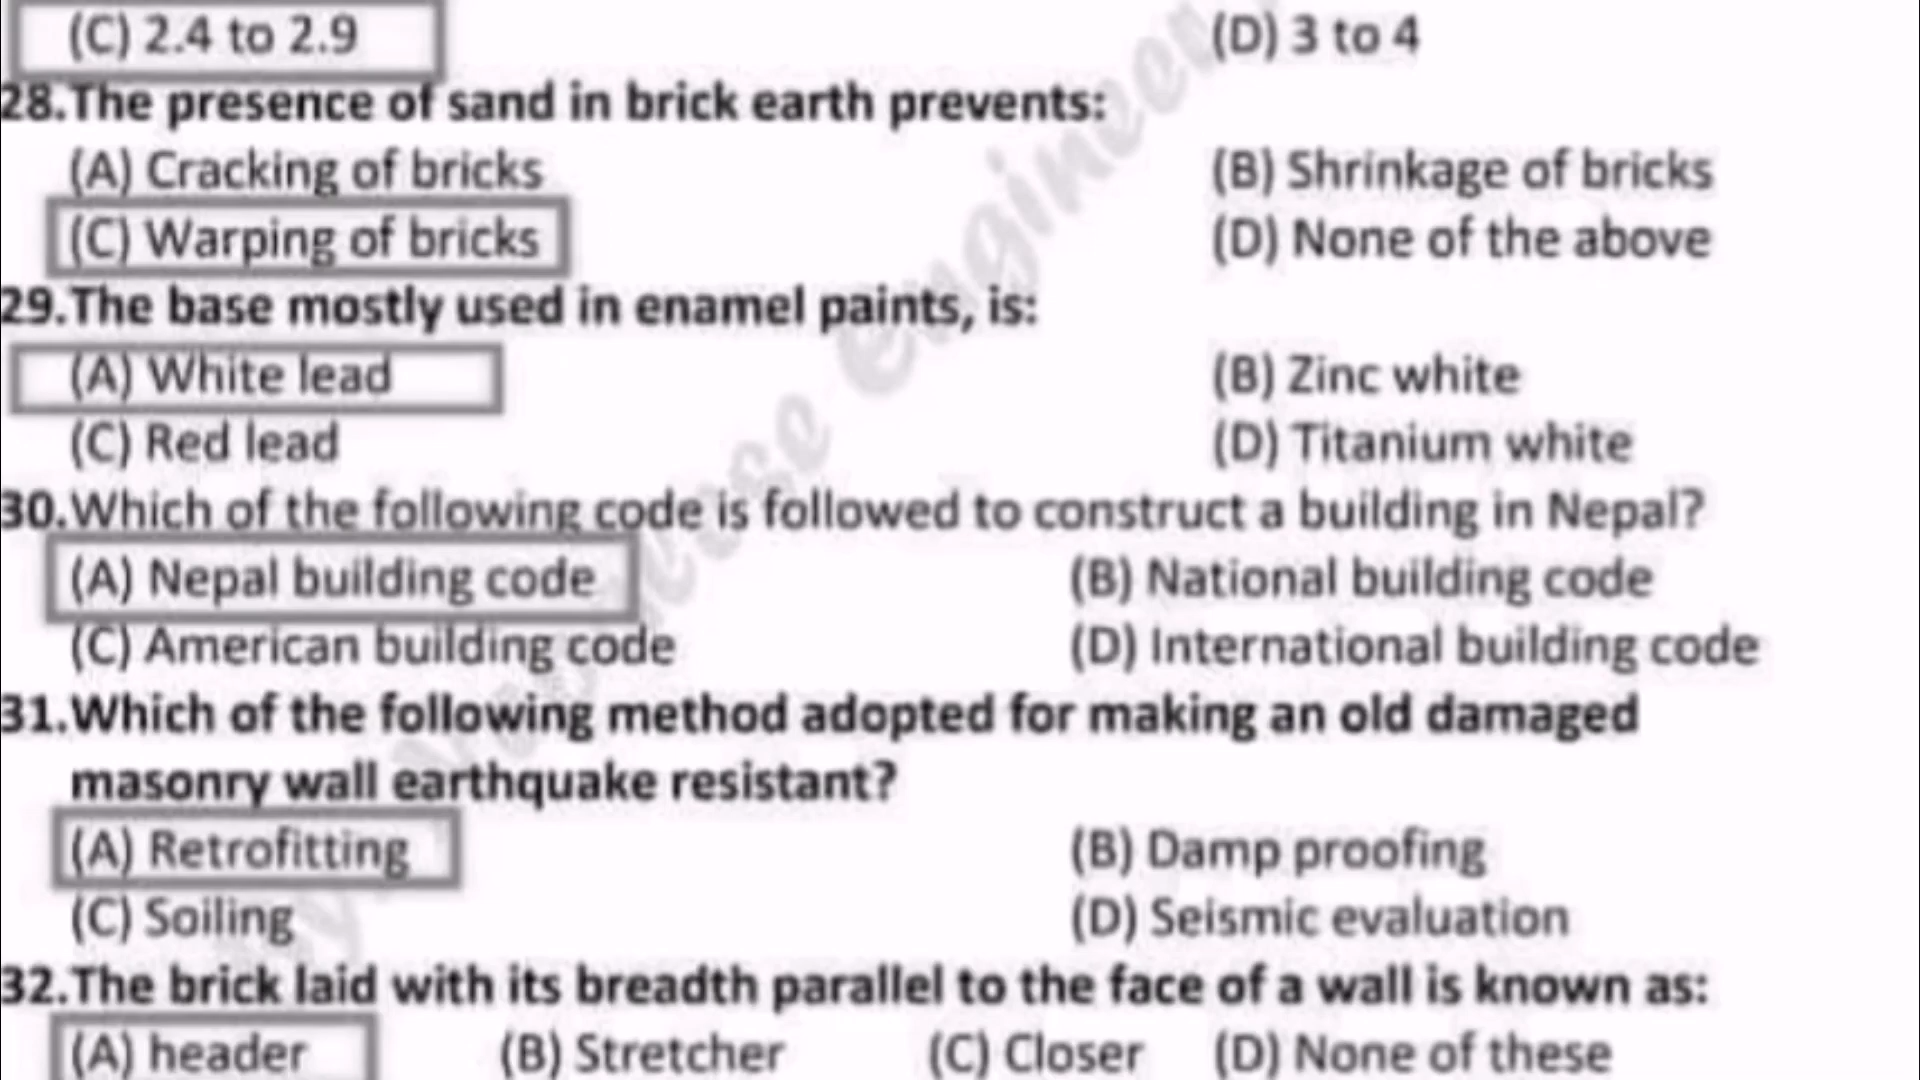 (C) 2.4 to 2.9 (D) 3 to 4
28.The presence of sand in brick earth prevents:
(A) Cracking of bricks (B) Shrinkage of bricks
(C) Warping of bricks (D) None of the above
29.The base mostly used in enamel paints, is:
(A) White lead (B) Zinc white
(C) Red lead (D) Titanium white
30.Which of the following code is followed to construct a building in Nepal?
(A) Nepal building code (B) National building code
(C) American building code (D) International building code
31.Which of the following method adopted for making an old damaged
masonry wall earthquake resistant?
(A) Retrofitting (B) Damp proofing
(C) Soiling (D) Seismic evaluation
32.The brick laid with its breadth parallel to the face of a wall is known as:
(A) header (B) Stretcher (C) Closer (D) None of these